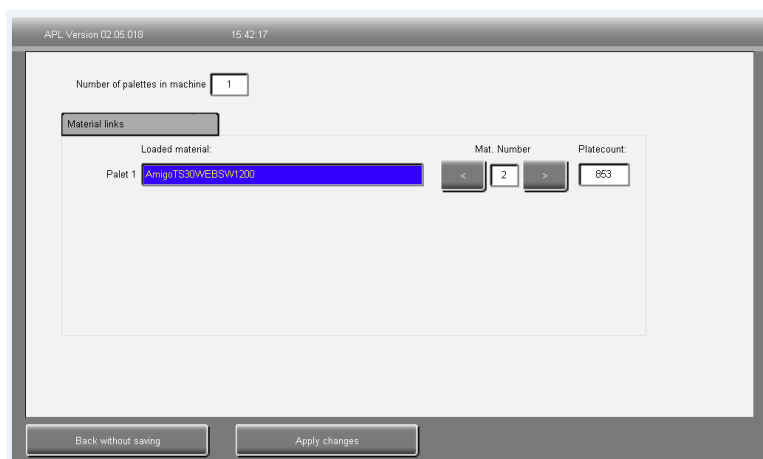 APL Version 02.05.018 15:42:17
Number of palettes in machine 1
Material links
Loaded material: Mat. Number Platecount:
Palet 1 AmigoTS30WEBSW1200 < 2 > 853
Back without saving Apply changes